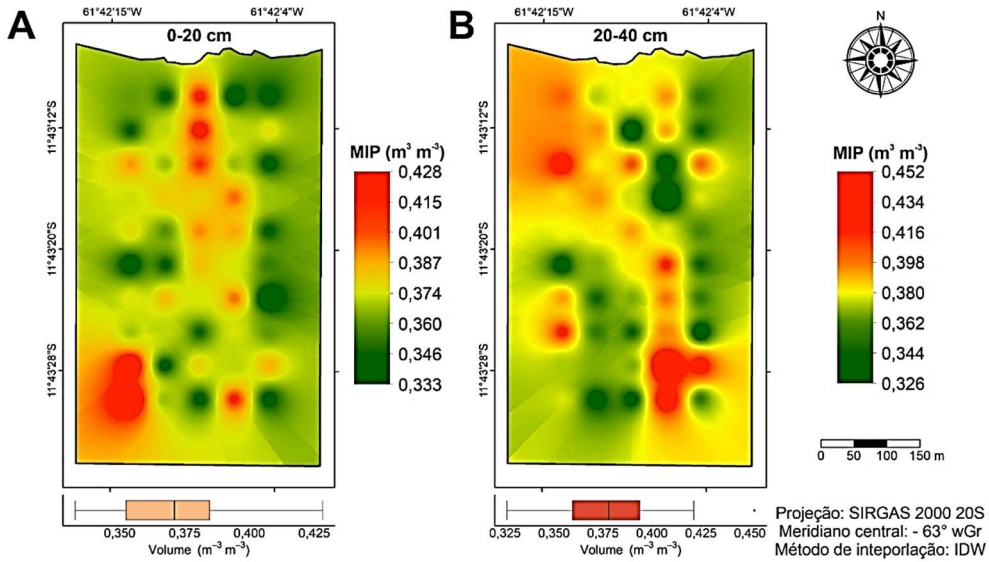 A
61°42'15"W
61°42'4"W
0-20 cm
11°43'12"S
11°43'20"S
11°43'28"S
MIP (m³ m⁻³)
0,428
0,415
0,401
0,387
0,374
0,360
0,346
0,333
0,350
0,375
0,400
0,425
Volume (m⁻³ m⁻³)
B
61°42'15"W
61°42'4"W
20-40 cm
11°43'12"S
11°43'20"S
11°43'28"S
0,325
0,350
0,375
0,400
0,425
0,450
Volume (m⁻³ m⁻³)
N
MIP (m³ m⁻³)
0,452
0,434
0,416
0,398
0,380
0,362
0,344
0,326
0 50 100 150 m
Projeção: SIRGAS 2000 20S
Meridiano central: - 63° wGr
Método de inteporlação: IDW